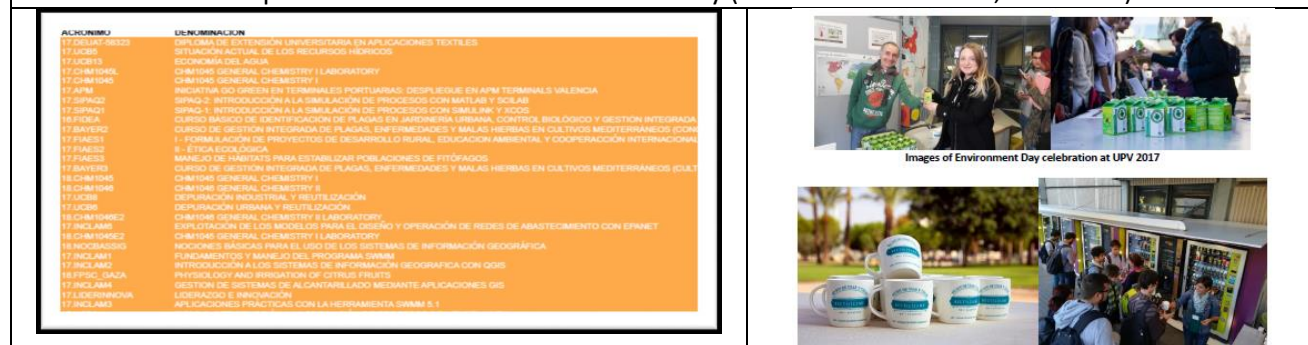 ACRÓNIMO DENOMINACIÓN
17.DEUAT-59323 DIPLOMA DE EXTENSIÓN UNIVERSITARIA EN APLICACIONES TEXTILES
17.UCB5 SITUACIÓN ACTUAL DE LOS RECURSOS HÍDRICOS
17.UCB13 ECONOMÍA DEL AGUA
17.CHM1045L CHM1045 GENERAL CHEMISTRY I LABORATORY
17.CHM1045 CHM1045 GENERAL CHEMISTRY I
17.APM INICIATIVA GO GREEN EN TERMINALES PORTUARIAS: DESPLIEGUE EN APM TERMINALS VALENCIA
17.SIPAQ2 SIPAQ-2: INTRODUCCIÓN A LA SIMULACIÓN DE PROCESOS CON MATLAB Y SCILAB
17.SIPAQ1 SIPAQ-1: INTRODUCCIÓN A LA SIMULACIÓN DE PROCESOS CON SIMULINK Y XCOS
16.FIDEA CURSO BÁSICO DE IDENTIFICACIÓN DE PLAGAS EN JARDINERÍA URBANA, CONTROL BIOLÓGICO Y GESTIÓN INTEGRADA
17.BAYER2 CURSO DE GESTIÓN INTEGRADA DE PLAGAS, ENFERMEDADES Y MALAS HIERBAS EN CULTIVOS MEDITERRÁNEOS
17.FIAES1 I - FORMULACIÓN DE PROYECTOS DE DESARROLLO RURAL, EDUCACION AMBIENTAL Y COOPERACCIÓN INTERNACIONAL
17.FIAES2 II - ÉTICA ECOLÓGICA
17.FIAES3 MANEJO DE HÁBITATS PARA ESTABILIZAR POBLACIONES DE FITÓFAGOS
17.BAYER3 CURSO DE GESTIÓN INTEGRADA DE PLAGAS, ENFERMEDADES Y MALAS HIERBAS EN CULTIVOS MEDITERRÁNEOS (CULT
18.CHM1045 CHM1045 GENERAL CHEMISTRY I
18.CHM1046 CHM1046 GENERAL CHEMISTRY II
17.UCB8 DEPURACIÓN INDUSTRIAL Y REUTILIZACIÓN
17.UCB6 DEPURACIÓN URBANA Y REUTILIZACIÓN
18.CHM1046E2 CHM1046 GENERAL CHEMISTRY II LABORATORY
17.INCLAM5 EXPLOTACIÓN DE LOS MODELOS PARA EL DISEÑO Y OPERACIÓN DE REDES DE ABASTECIMIENTO CON EPANET
18.CHM1045E2 CHM1045 GENERAL CHEMISTRY I LABORATORY
18.NOCBASSIG NOCIONES BÁSICAS PARA EL USO DE LOS SISTEMAS DE INFORMACIÓN GEOGRÁFICA
17.INCLAM1 FUNDAMENTOS Y MANEJO DEL PROGRAMA SWMM
17.INCLAM2 INTRODUCCIÓN A LOS SISTEMAS DE INFORMACIÓN GEOGRAFICA CON QGIS
18.FPSC_GAZA PHYSIOLOGY AND IRRIGATION OF CITRUS FRUITS
17.INCLAM4 GESTION DE SISTEMAS DE ALCANTARILLADO MEDIANTE APLICACIONES GIS
17.LIDERINNOVA LIDERAZGO E INNOVACIÓN
17.INCLAM3 APLICACIONES PRÁCTICAS CON LA HERRAMIENTA SWMM 5.1
Images of Environment Day celebration at UPV 2017